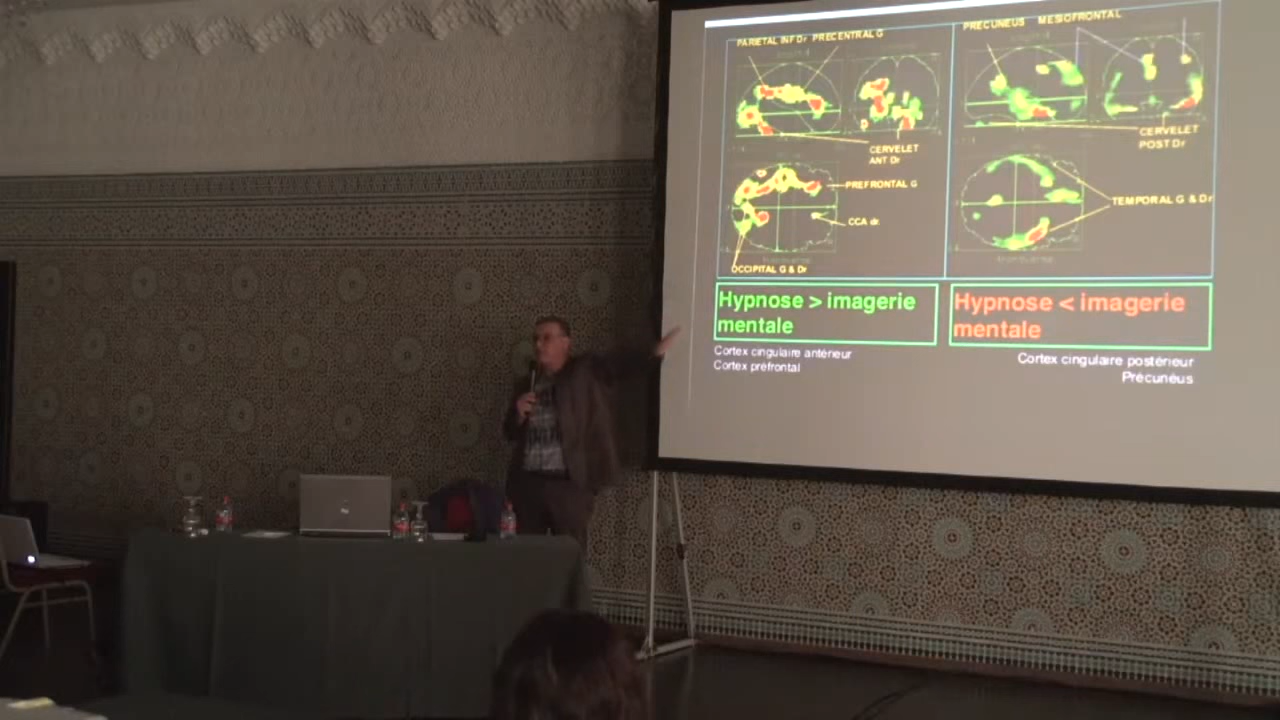 PARIETAL INF Dr PRECENTRAL G
CERVELET
ANT Dr
PREFRONTAL G
CCA dr.
OCCIPITAL G & Dr
PRECUNEUS MESIOFRONTAL
CERVELET
POST Dr
TEMPORAL G & Dr
Hypnose > imagerie
mentale
Cortex cingulaire antérieur
Cortex préfrontal
Hypnose < imagerie
mentale
Cortex cingulaire postérieur
Précunéus